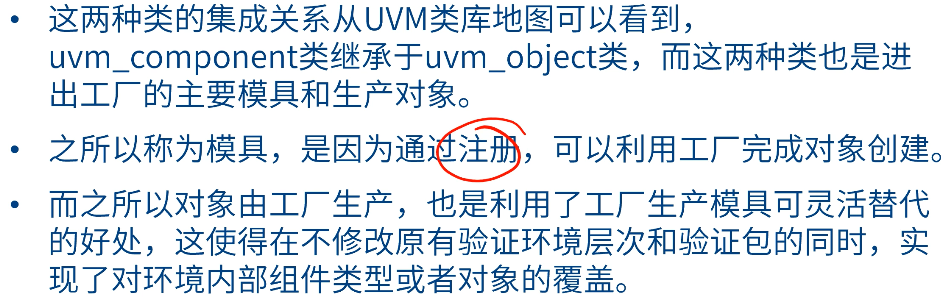 • 这两种类的集成关系从UVM类库地图可以看到，
uvm_component类继承于uvm_object类，而这两种类也是进
出工厂的主要模具和生产对象。
• 之所以称为模具，是因为通过注册，可以利用工厂完成对象创建。
• 而之所以对象由工厂生产，也是利用了工厂生产模具可灵活替代
的好处，这使得在不修改原有验证环境层次和验证包的同时，实
现了对环境内部组件类型或者对象的覆盖。